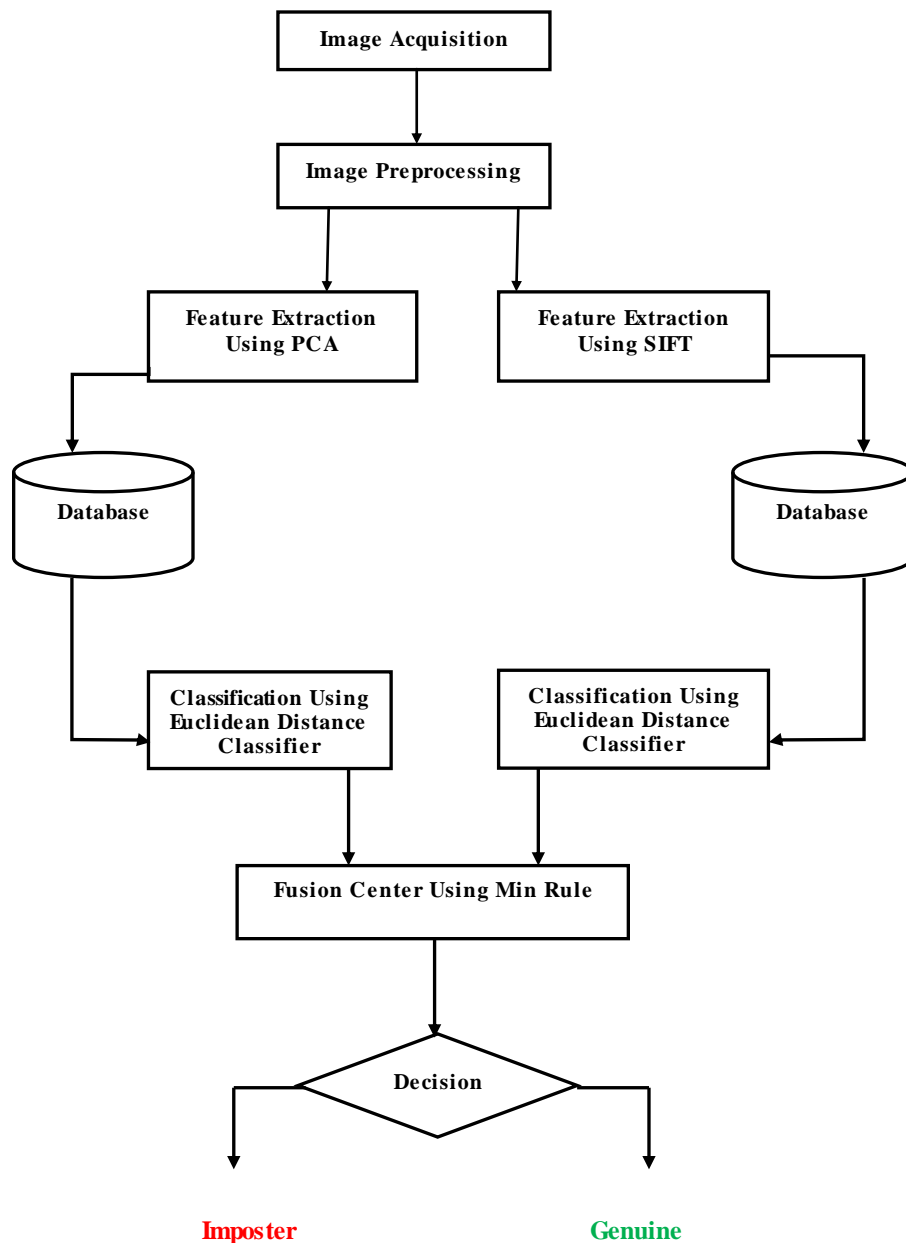 Image Acquisition
Image Preprocessing
Feature Extraction
Using PCA
Feature Extraction
Using SIFT
Database
Database
Classification Using
Euclidean Distance
Classifier
Classification Using
Euclidean Distance
Classifier
Fusion Center Using Min Rule
Decision
Imposter
Genuine